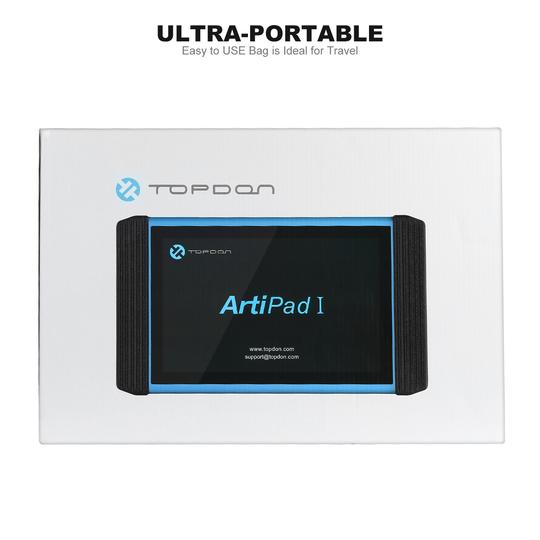 ULTRA-PORTABLE
Easy to USE Bag is Ideal for Travel
TOPDON
TOPDON
ArtiPad I
www.topdon.com
support@topdon.com